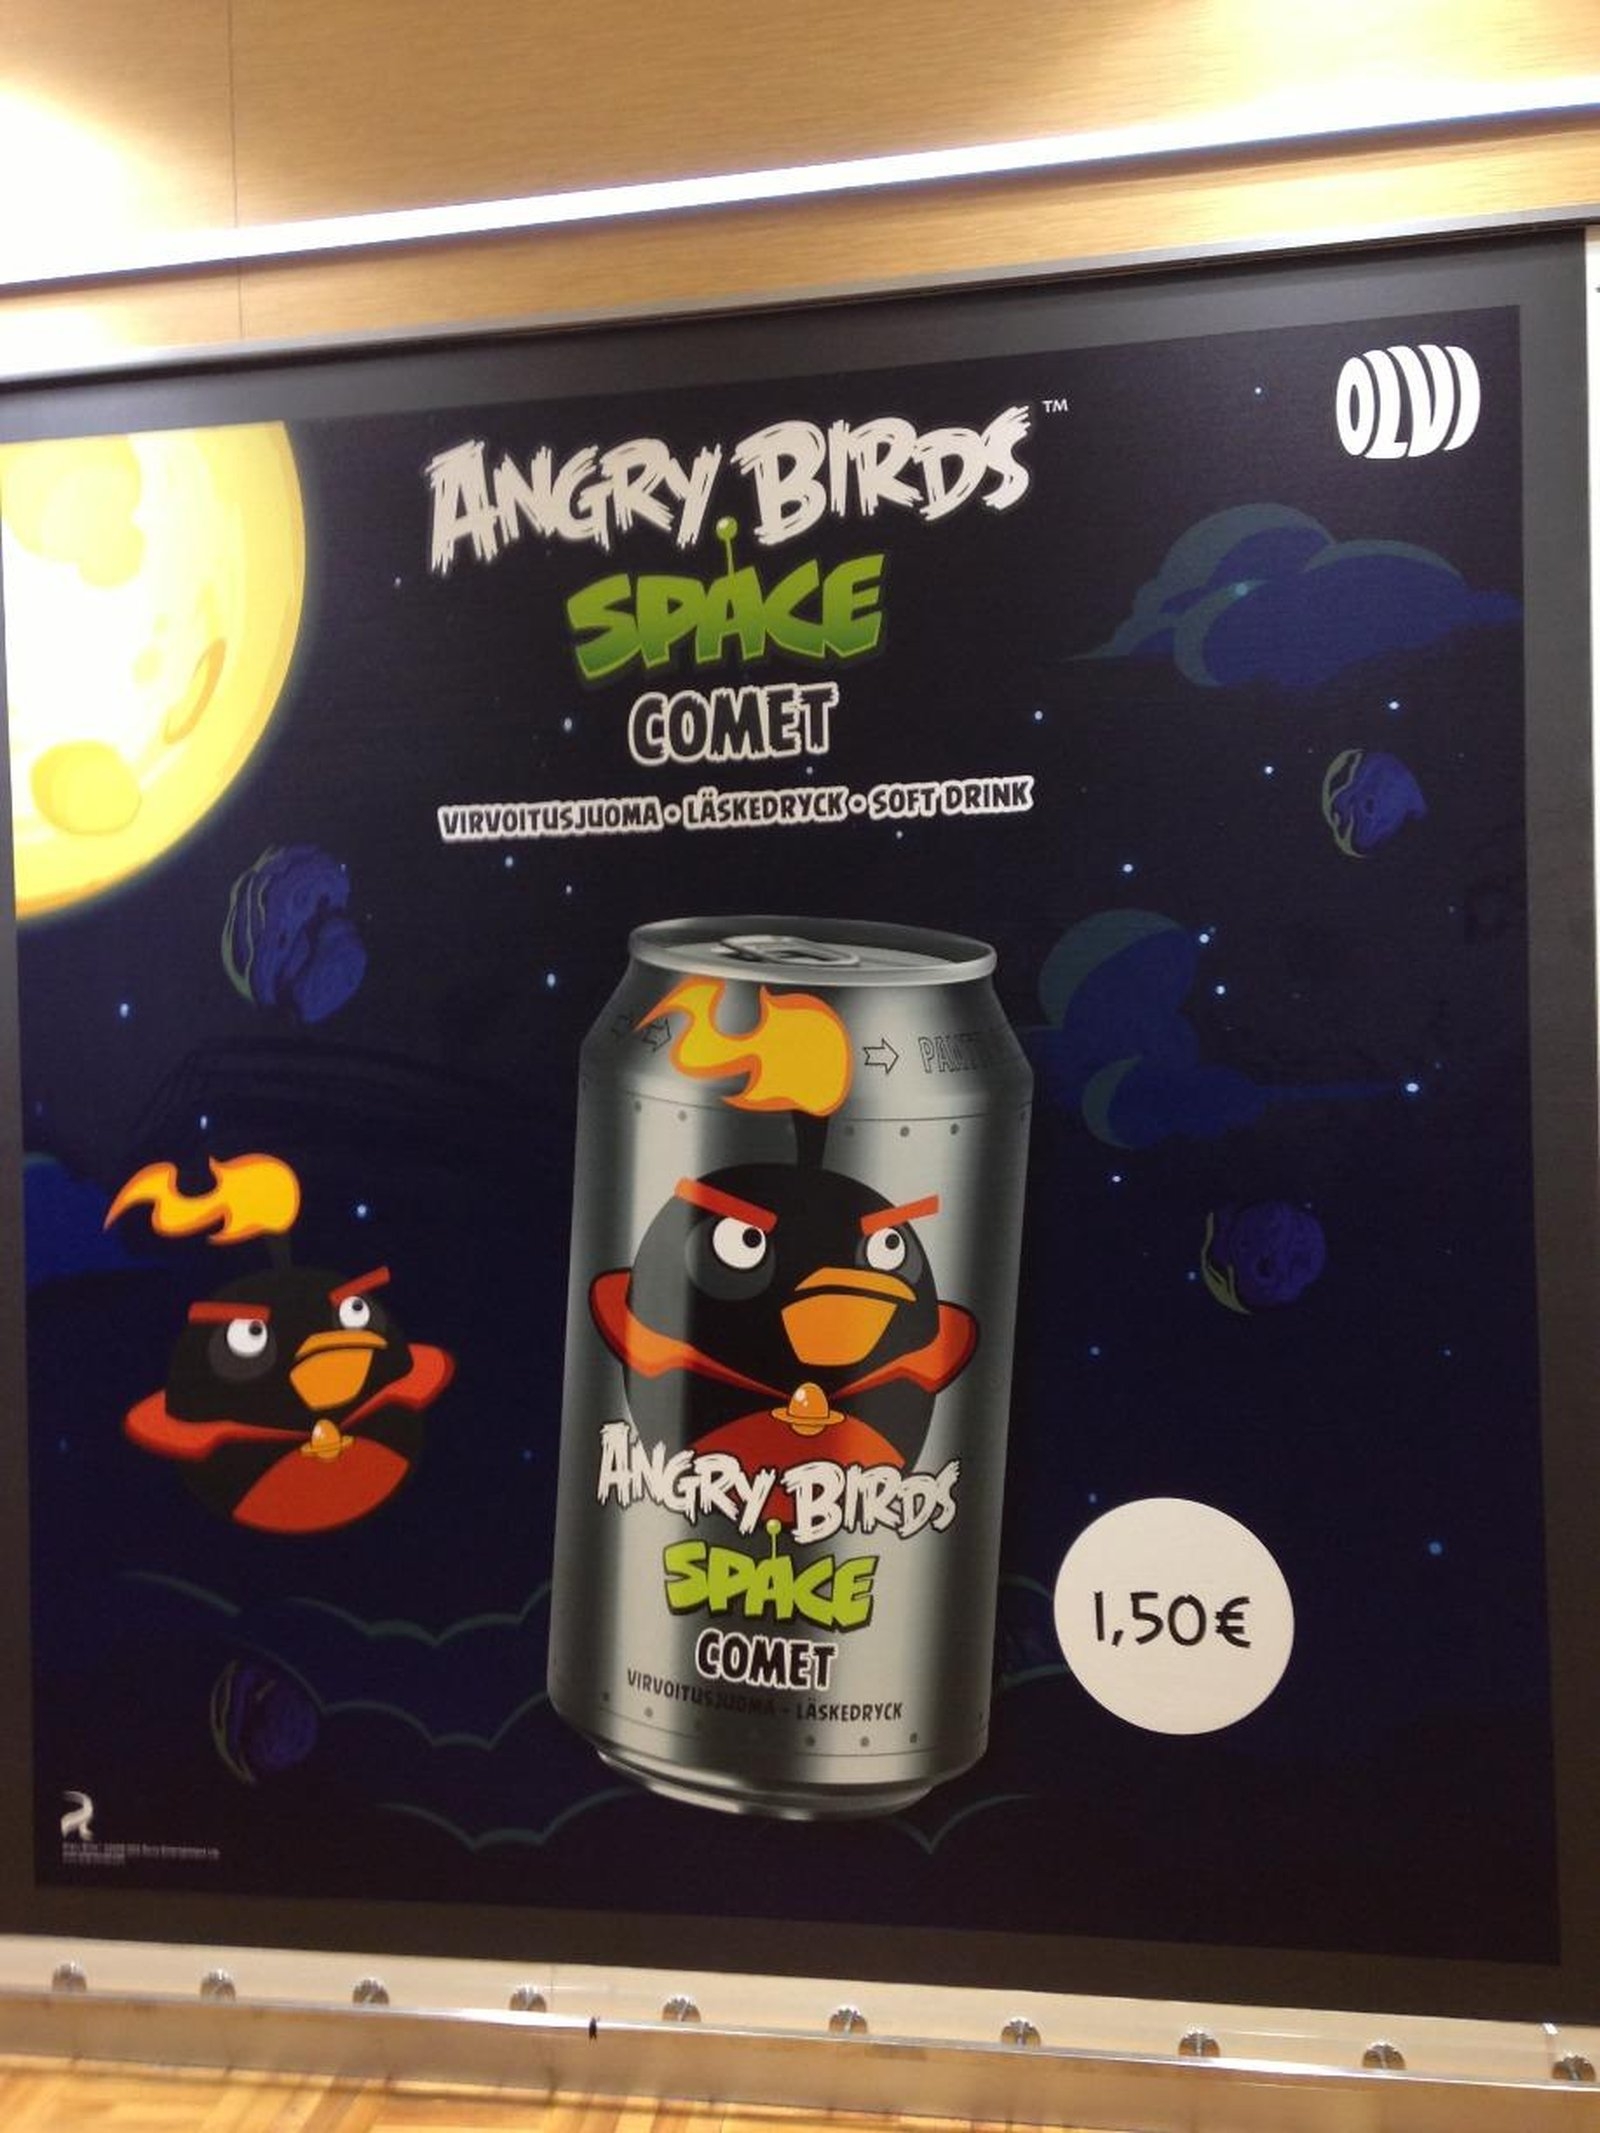 OLVI
ANGRY BIRDS™
SPACE
COMET
VIRVOITUSJUOMA • LÄSKEDRYCK • SOFT DRINK
ANGRY BIRDS
SPACE
COMET
VIRVOITUSJUOMA - LÄSKEDRYCK
1,50€